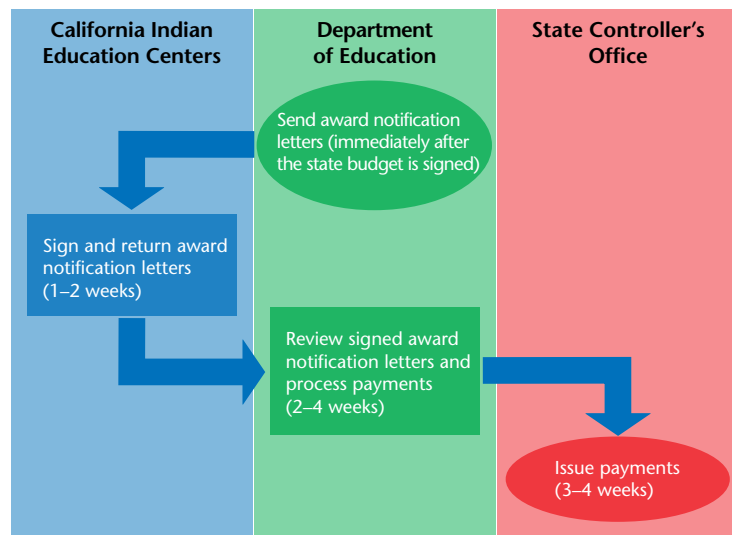 California Indian
Education Centers
Department
of Education
State Controller's
Office
Send award notification
letters (immediately after
the state budget is signed)
Sign and return award
notification letters
(1–2 weeks)
Review signed award
notification letters and
process payments
(2–4 weeks)
Issue payments
(3–4 weeks)